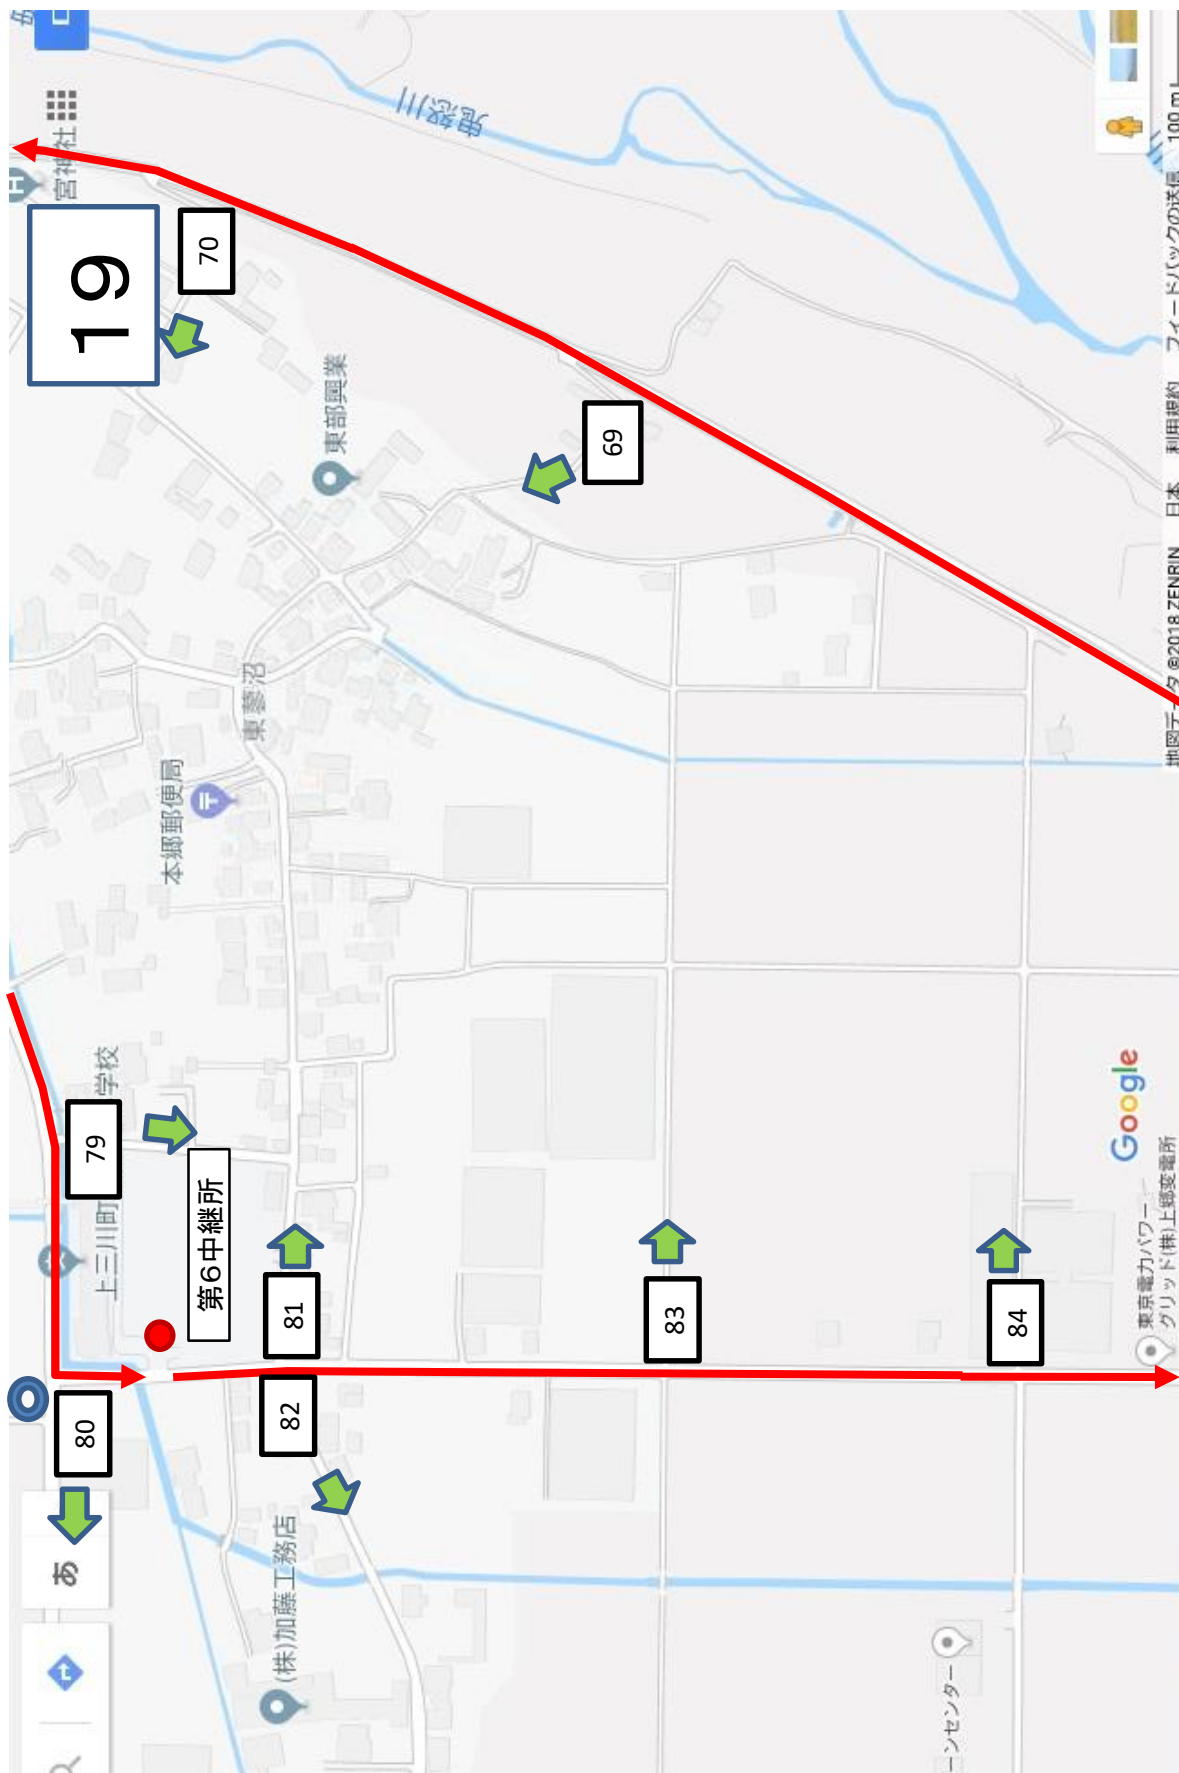 19
宮神社
70
鬼怒川
東部興業
69
東蓼沼
本郷郵便局
学校
上三川町
79
第6中継所
80
81
82
83
84
(株)加藤工務店
あ
ーンセンター
Google
東京電力パワー
グリッド(株)上郷変電所
地図データ ©2018 ZENRIN
日本
利用規約
フィードバックの送信
100 m